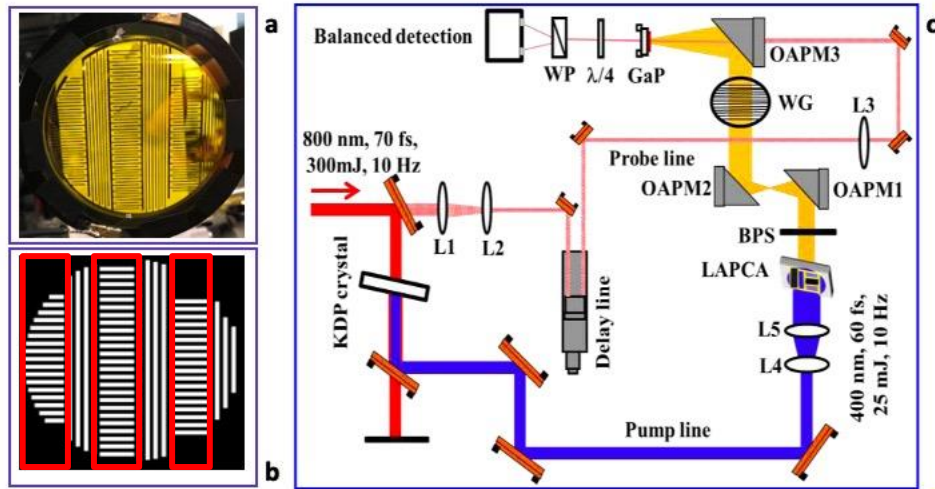 a
b
c
Balanced detection
WP
λ/4
GaP
OAPM3
WG
L3
800 nm, 70 fs,
300mJ, 10 Hz
Probe line
OAPM2
OAPM1
L1
L2
BPS
LAPCA
KDP crystal
Delay line
L5
L4
400 nm, 60 fs,
25 mJ, 10 Hz
Pump line